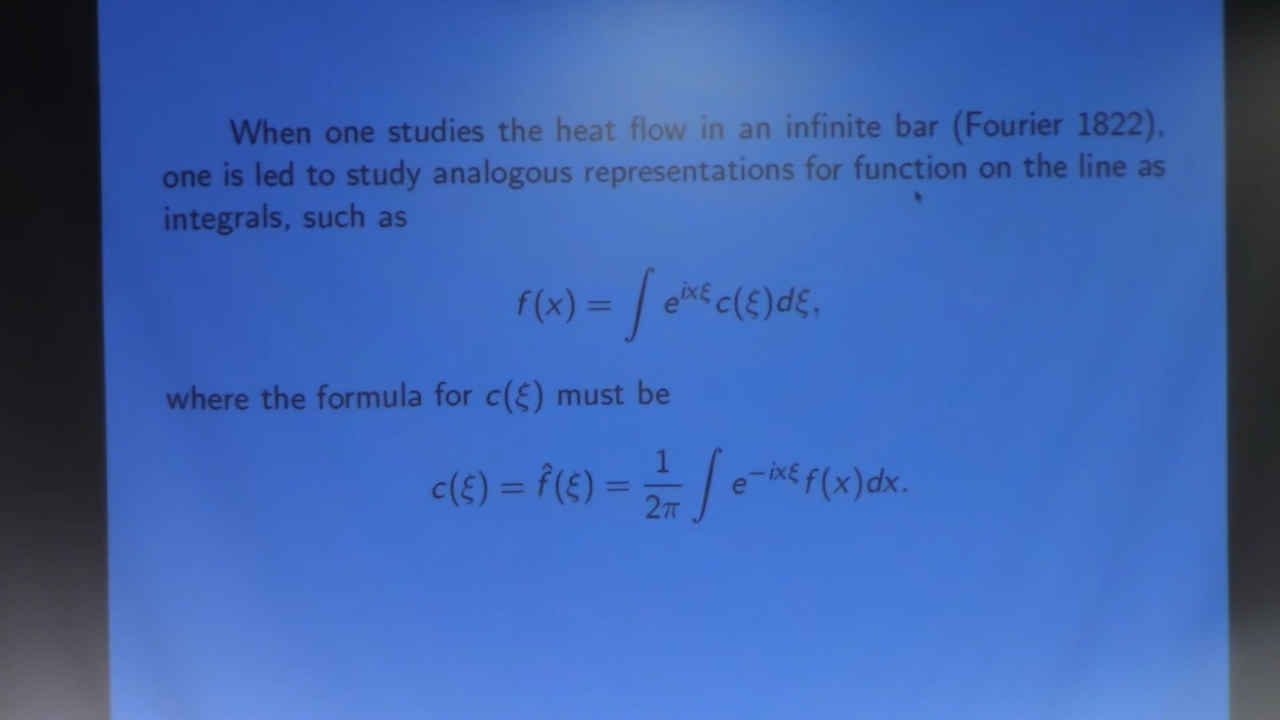 When one studies the heat flow in an infinite bar (Fourier 1822),
one is led to study analogous representations for function on the line as
integrals, such as
f(x) = ∫ e^{ixξ} c(ξ)dξ,
where the formula for c(ξ) must be
c(ξ) = f̂(ξ) = \frac{1}{2π} ∫ e^{−ixξ} f(x)dx.